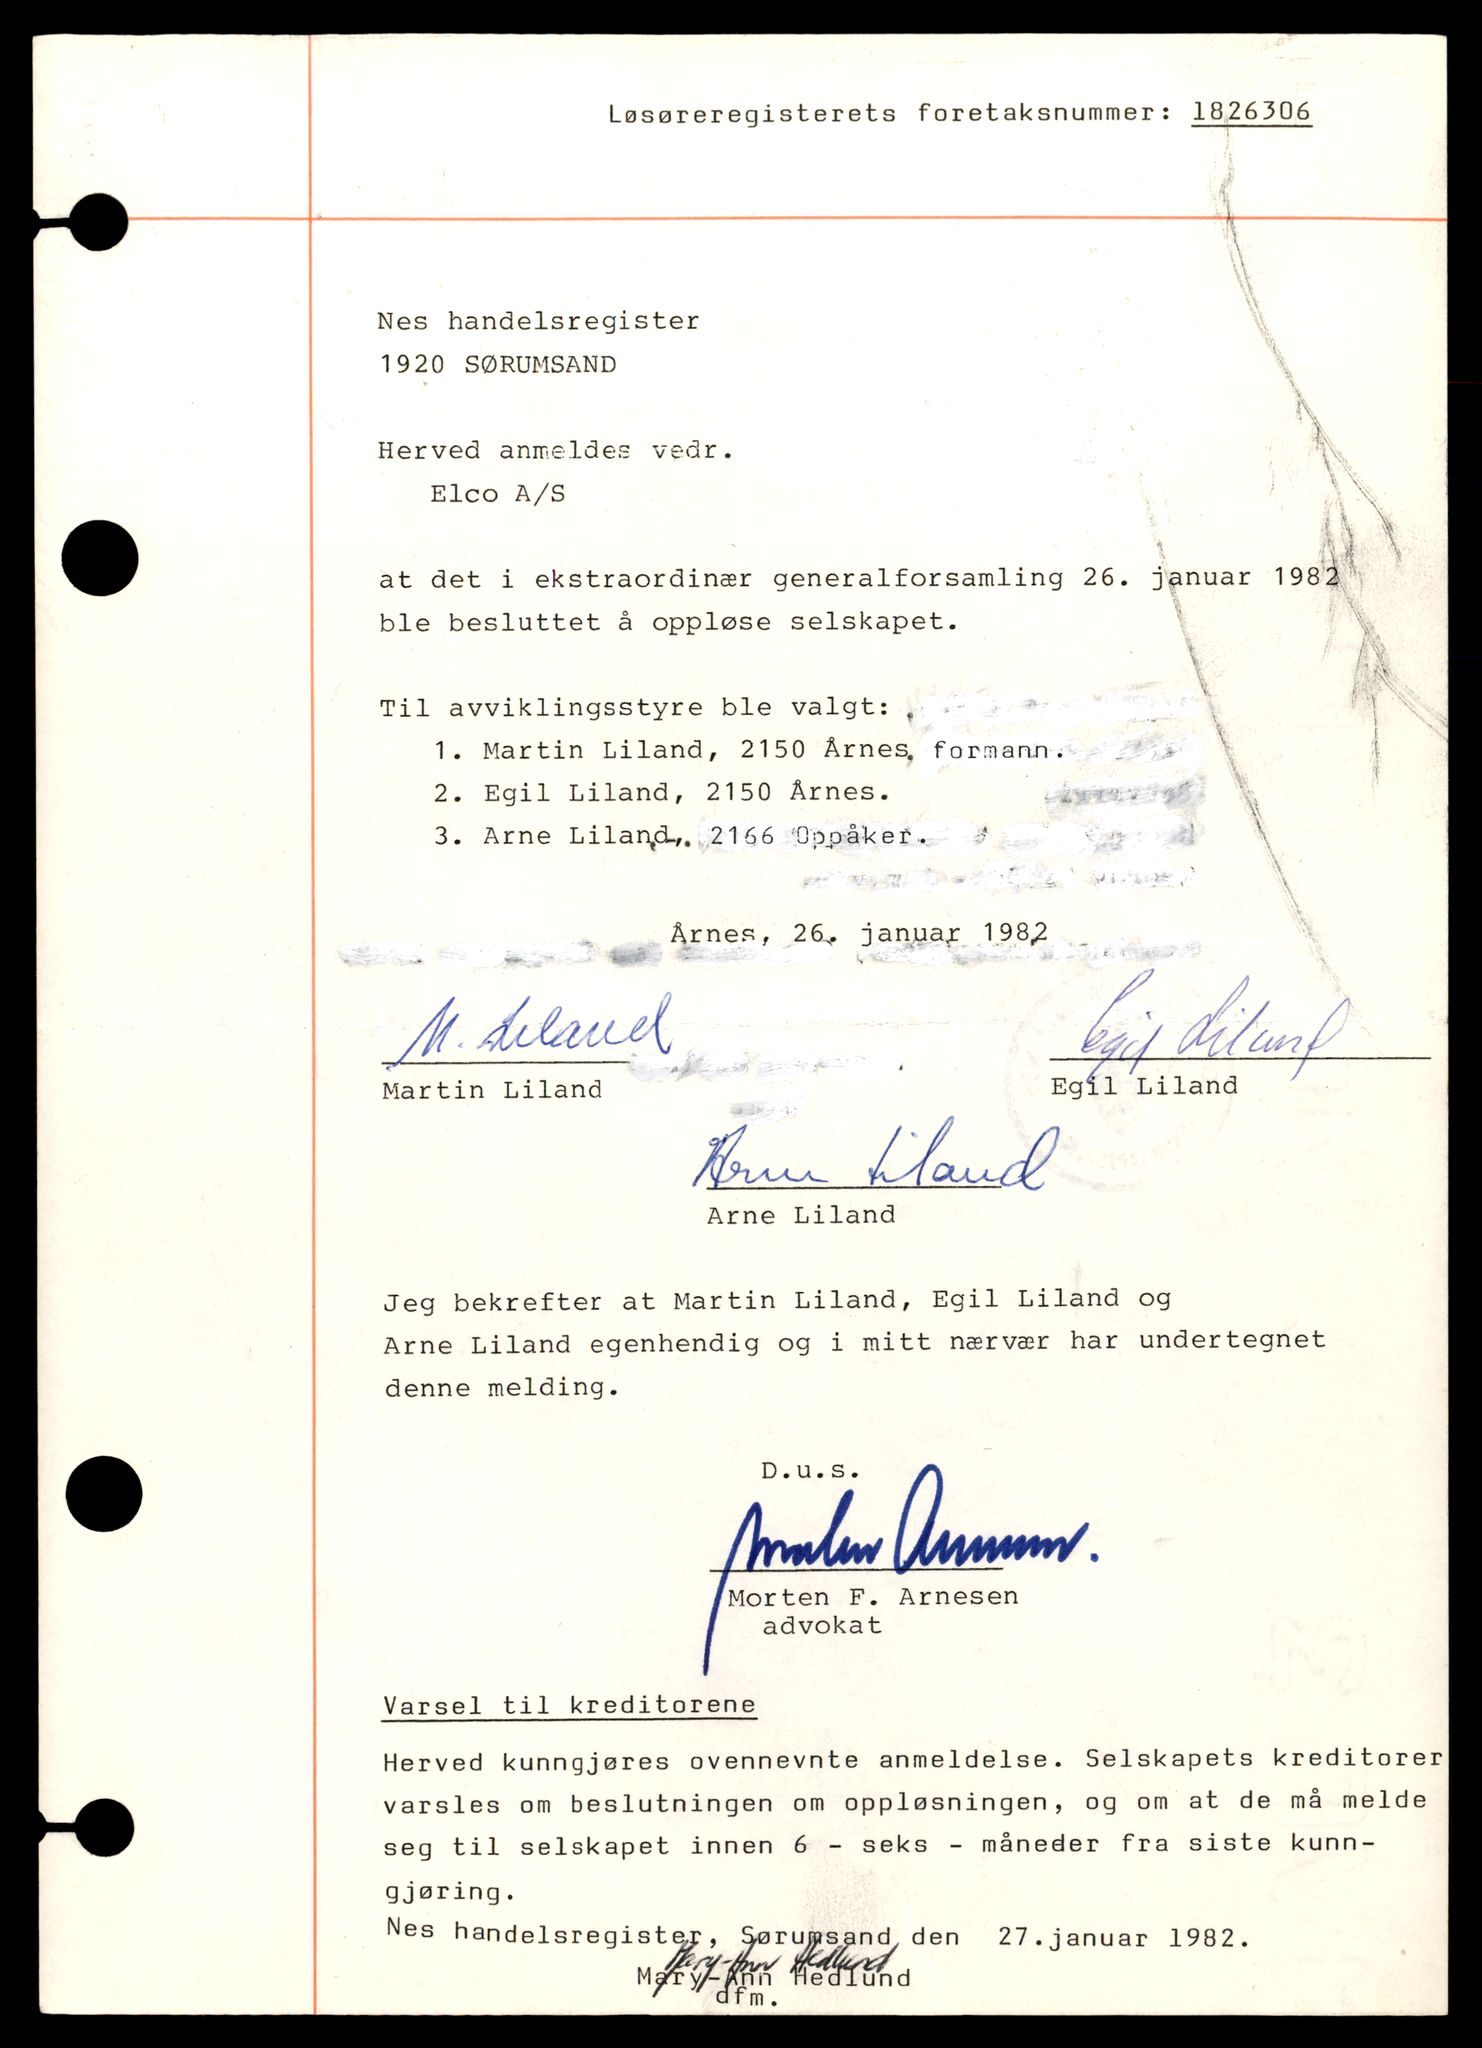 Løsøreregisterets foretaksnummer: 1826306
Nes handelsregister
1920 SØRUMSAND
Herved anmeldes vedr.
Elco A/S
at det i ekstraordinær generalforsamling 26. januar 1982
ble besluttet å oppløse selskapet.
Til avviklingsstyre ble valgt:
1. Martin Liland, 2150 Årnes, formann.
2. Egil Liland, 2150 Årnes.
3. Arne Liland, 2166 Oppåker.
Årnes, 26. januar 1982
M. Liland
Egil Liland
Martin Liland
Egil Liland
Arne Liland
Arne Liland
Jeg bekrefter at Martin Liland, Egil Liland og
Arne Liland egenhendig og i mitt nærvær har undertegnet
denne melding.
D.u.s.
Morten Arnesen.
Morten F. Arnesen
advokat
Varsel til kreditorene
Herved kunngjøres ovennevnte anmeldelse. Selskapets kreditorer
varsles om beslutningen om oppløsningen, og om at de må melde
seg til selskapet innen 6 - seks - måneder fra siste kunn-
gjøring.
Nes handelsregister, Sørumsand den 27.januar 1982.
Mary-Ann Hedlund
Mary-Ann Hedlund
dfm.